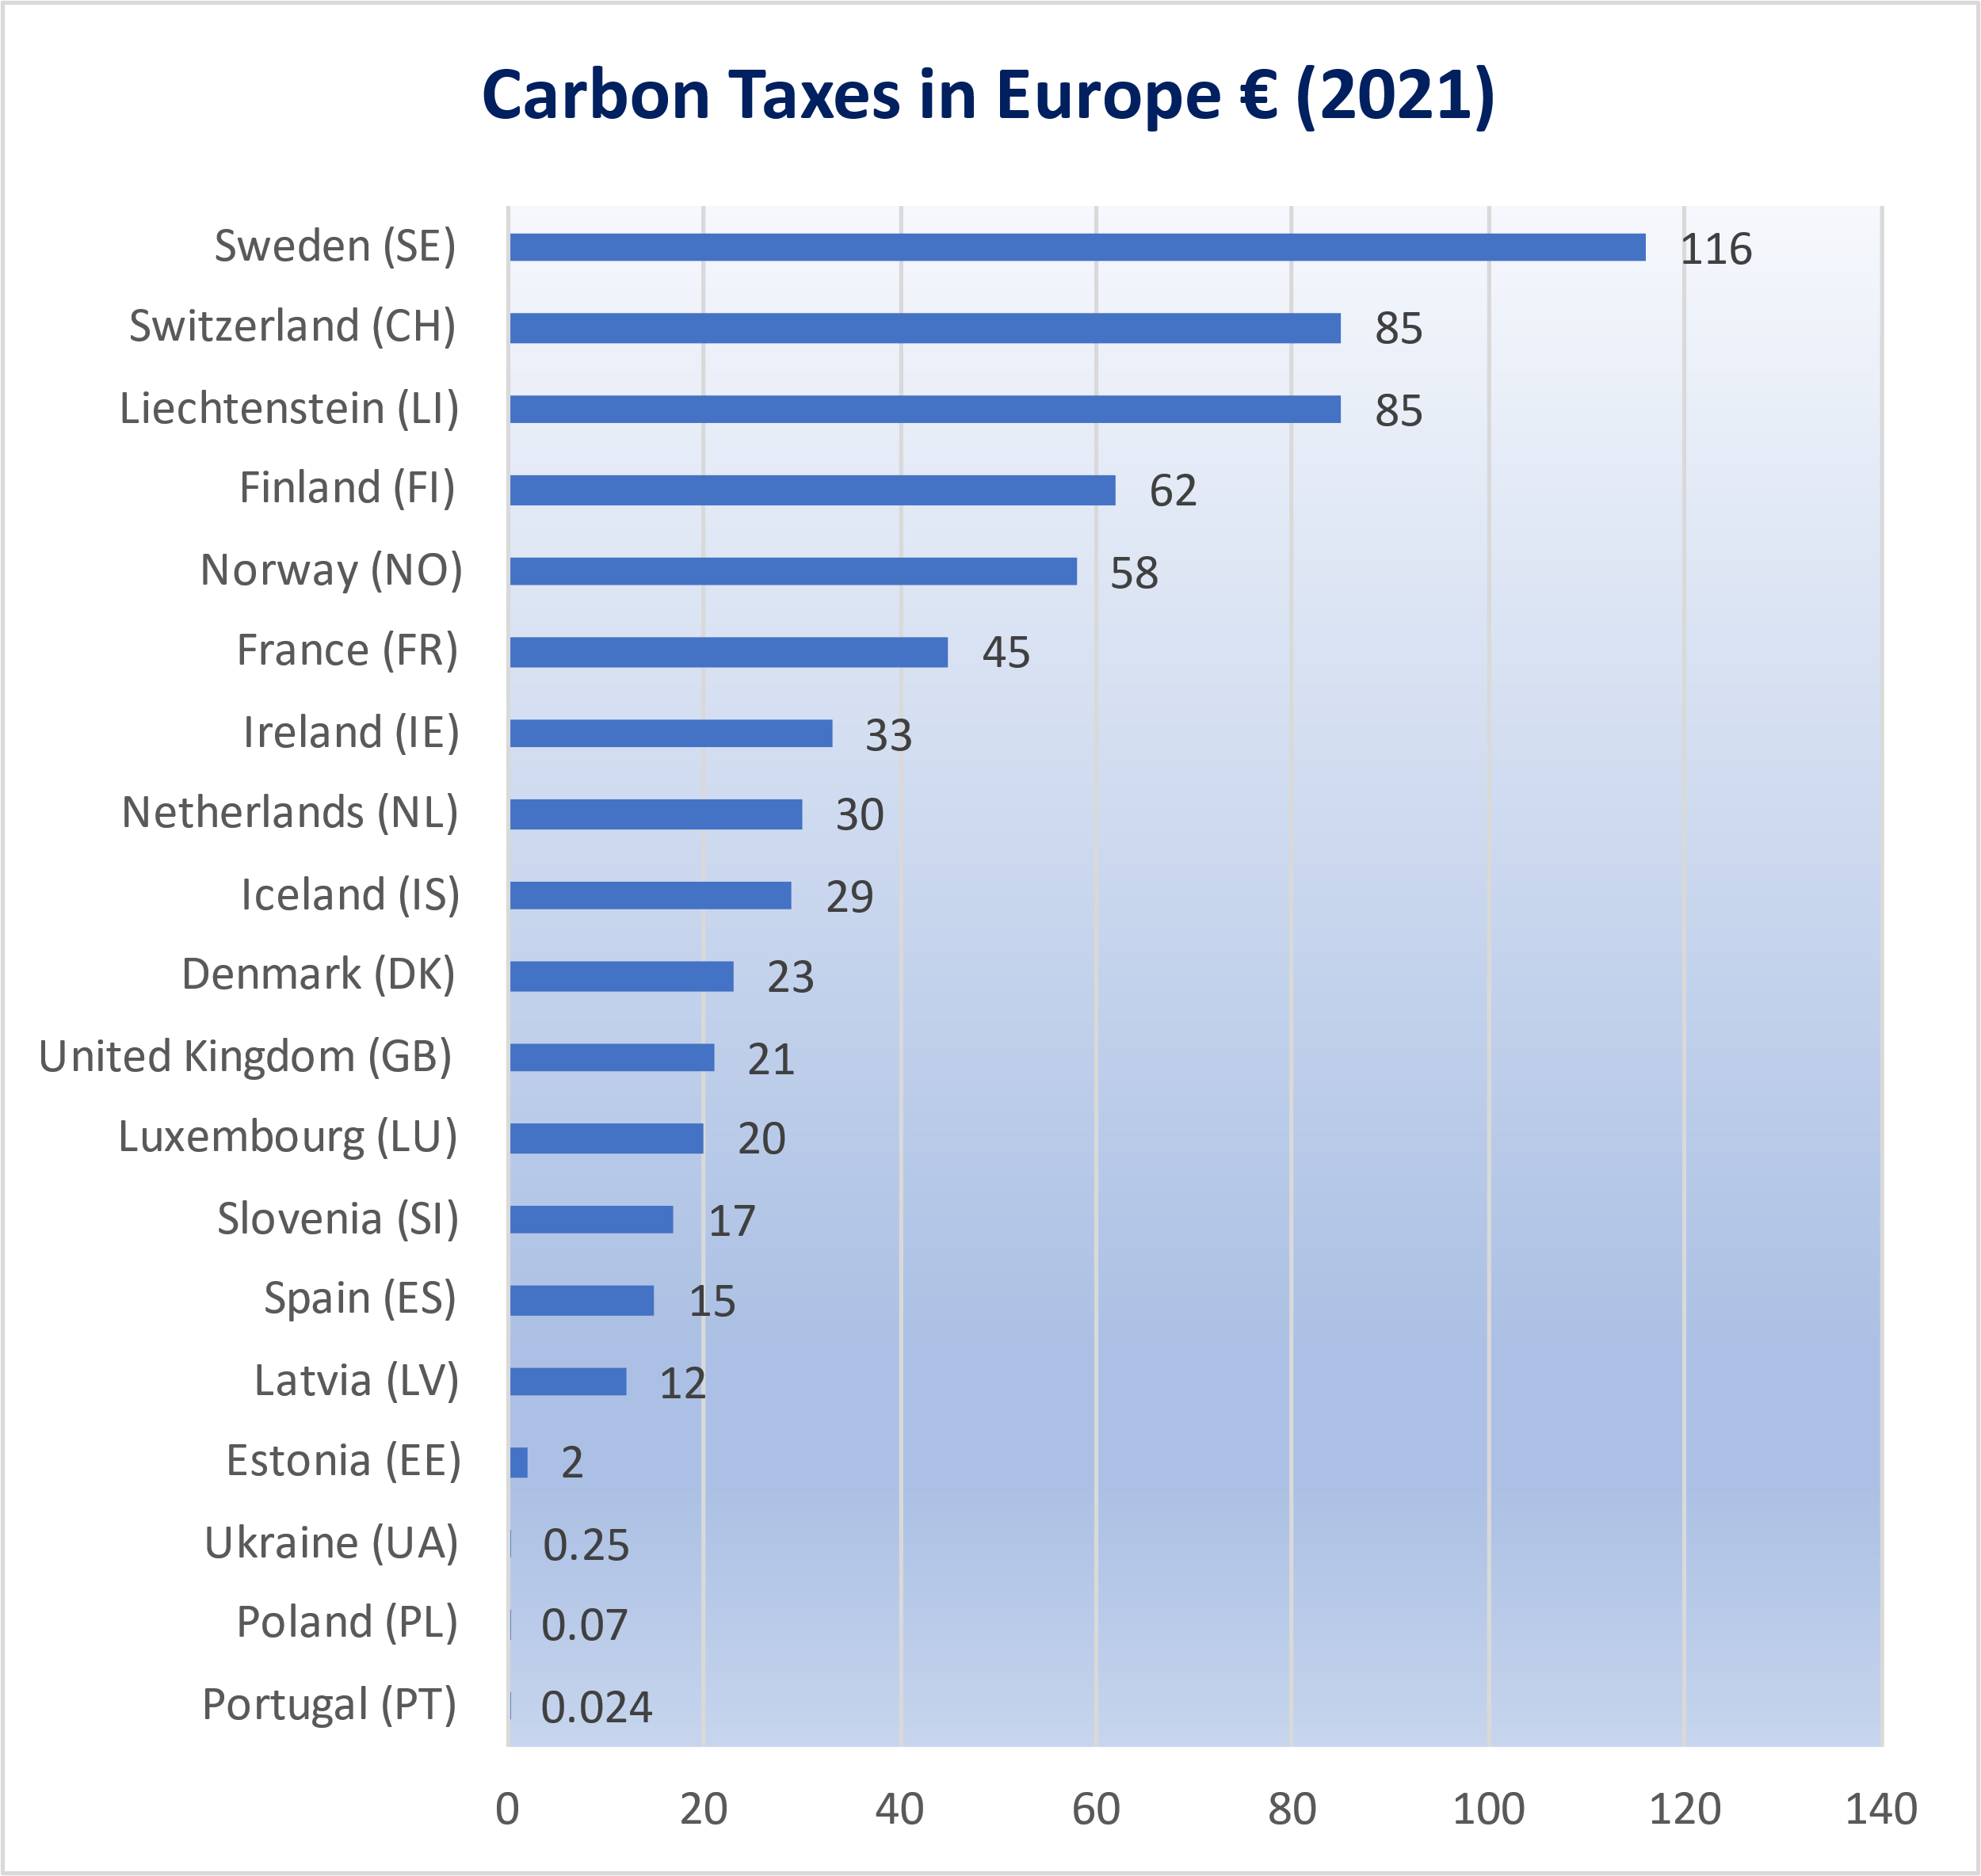 Carbon Taxes in Europe € (2021)
Sweden (SE) 116
Switzerland (CH) 85
Liechtenstein (LI) 85
Finland (FI) 62
Norway (NO) 58
France (FR) 45
Ireland (IE) 33
Netherlands (NL) 30
Iceland (IS) 29
Denmark (DK) 23
United Kingdom (GB) 21
Luxembourg (LU) 20
Slovenia (SI) 17
Spain (ES) 15
Latvia (LV) 12
Estonia (EE) 2
Ukraine (UA) 0.25
Poland (PL) 0.07
Portugal (PT) 0.024
0 20 40 60 80 100 120 140